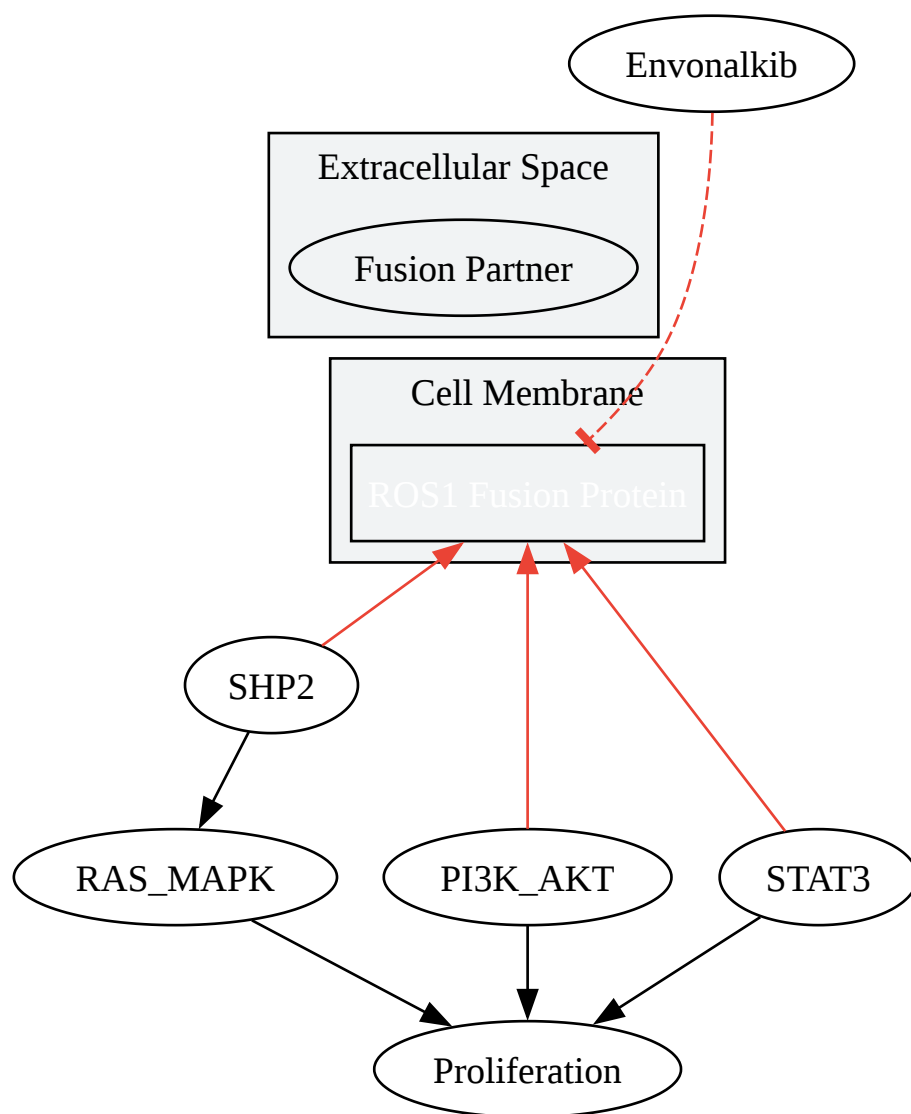 Envonalkib
Extracellular Space
Fusion Partner
Cell Membrane
ROS1 Fusion Protein
SHP2
RAS_MAPK
PI3K_AKT
STAT3
Proliferation